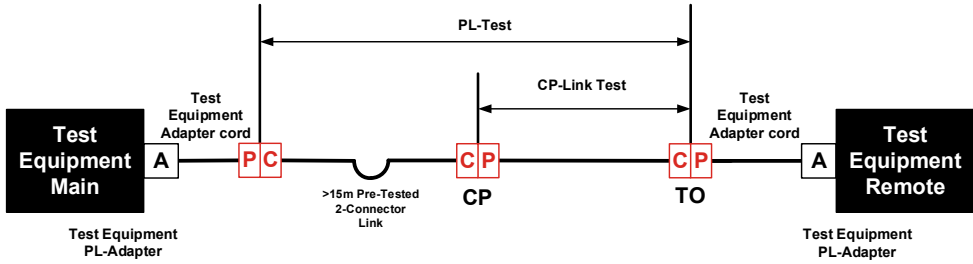 PL-Test
CP-Link Test
Test
Equipment
Adapter cord
Test
Equipment
Adapter cord
Test
Equipment
Main
A
P C
C P
C P
A
Test
Equipment
Remote
>15m Pre-Tested
2-Connector
Link
CP
TO
Test Equipment
PL-Adapter
Test Equipment
PL-Adapter